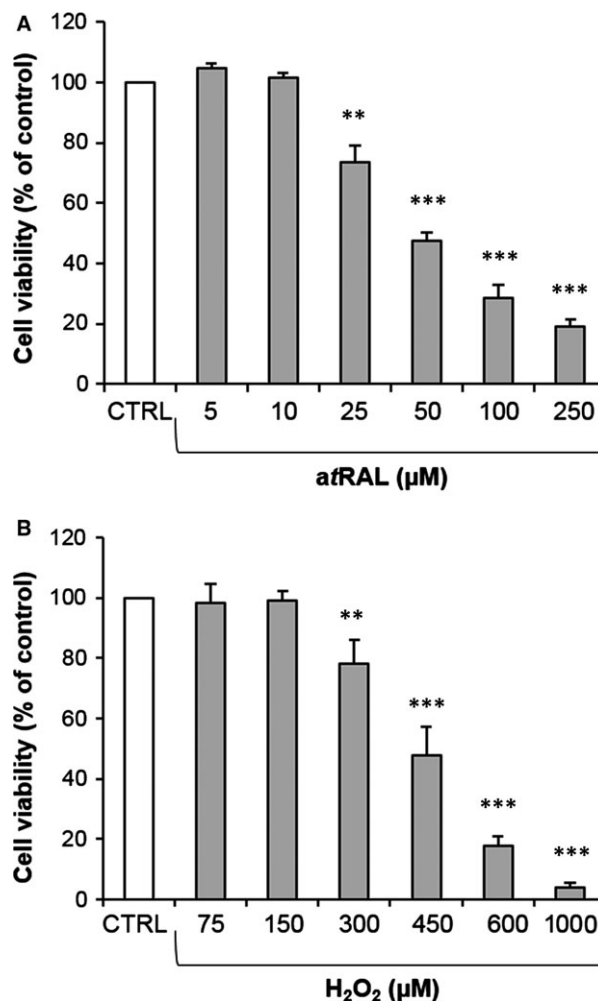 A
Cell viability (% of control)
120
100
80
60
40
20
0
**
***
***
***
CTRL 5 10 25 50 100 250
atRAL (µM)
B
Cell viability (% of control)
120
100
80
60
40
20
0
**
***
***
***
CTRL 75 150 300 450 600 1000
H₂O₂ (µM)